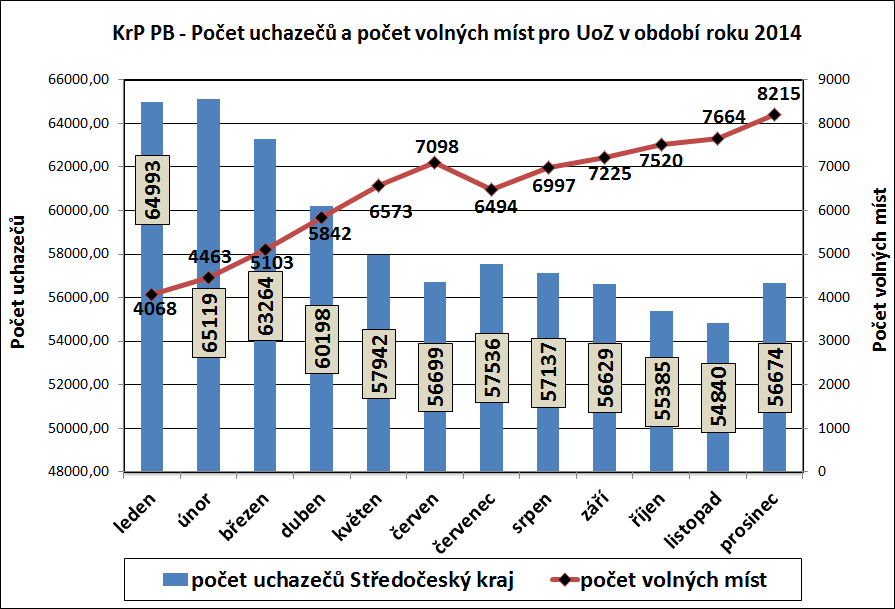 KrP PB - Počet uchazečů a počet volných míst pro UoZ v období roku 2014
66000,00
64000,00
62000,00
60000,00
58000,00
56000,00
54000,00
52000,00
50000,00
48000,00
Počet uchazečů
9000
8000
7000
6000
5000
4000
3000
2000
1000
0
Počet volných míst
64993
65119
63264
60198
57942
56699
57536
57137
56629
55385
54840
56674
4068
4463
5103
5842
6573
7098
6494
6997
7225
7520
7664
8215
leden
únor
březen
duben
květen
červen
červenec
srpen
září
říjen
listopad
prosinec
počet uchazečů Středočeský kraj
počet volných míst